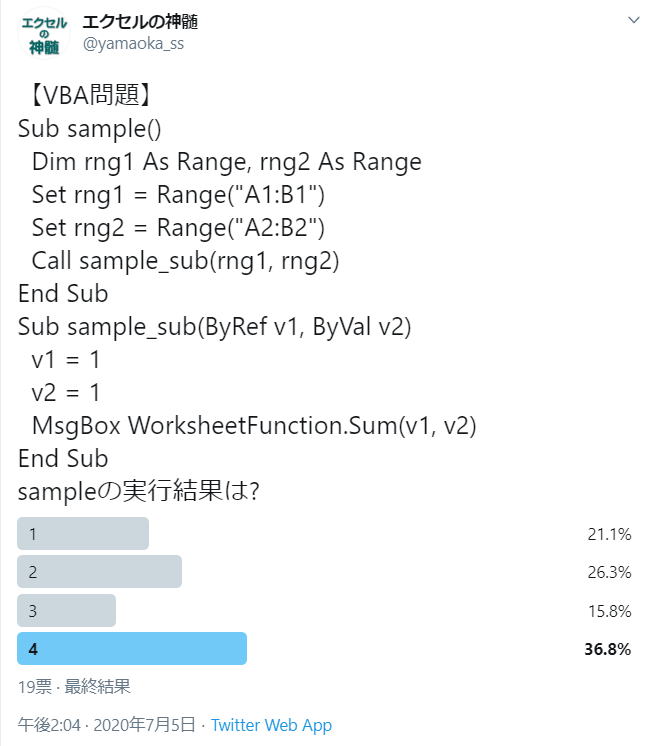 エクセル
の
神髄
エクセルの神髄
@yamaoka_ss
【VBA問題】
Sub sample()
Dim rng1 As Range, rng2 As Range
Set rng1 = Range("A1:B1")
Set rng2 = Range("A2:B2")
Call sample_sub(rng1, rng2)
End Sub
Sub sample_sub(ByRef v1, ByVal v2)
v1 = 1
v2 = 1
MsgBox WorksheetFunction.Sum(v1, v2)
End Sub
sampleの実行結果は?
1 21.1%
2 26.3%
3 15.8%
4 36.8%
19票 · 最終結果
午後2:04 · 2020年7月5日 · Twitter Web App